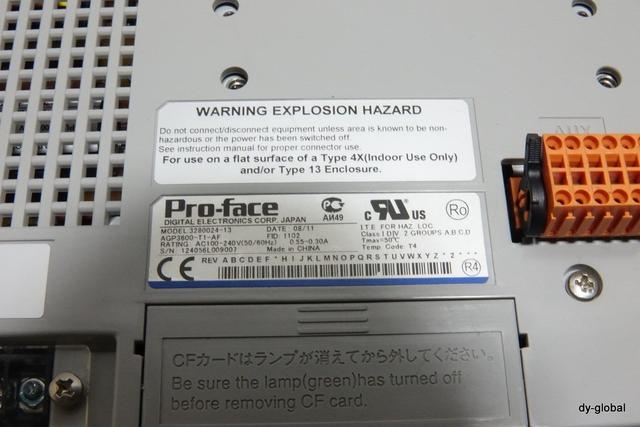 WARNING EXPLOSION HAZARD
Do not connect/disconnect equipment unless area is known to be non-
hazardous or the power has been switched off.
See instruction manual for proper connector use.
For use on a flat surface of a Type 4X(Indoor Use Only)
and/or Type 13 Enclosure.
AUX
Pro-face
DIGITAL ELECTRONICS CORP. JAPAN
АИ49
C UR US
Ro
MODEL 3280024-13 DATE 08/11
AGP3600-T1-AF FID 1102
RATING AC100-240V(50/60Hz) 0.55-0.30A
S/N 124056L009007 Made in CHINA
I.T.E. FOR HAZ. LOC.
Class I DIV 2 GROUPS A,B,C,D
Tmax=50°C
Temp Code T4
CE
REV A B C D E F * H I J K L M N O P Q R S T U V W X Y Z * 2 * * *
R4
CFカードはランプが消えてから外してください。
Be sure the lamp(green)has turned off
before removing CF card.
dy-global